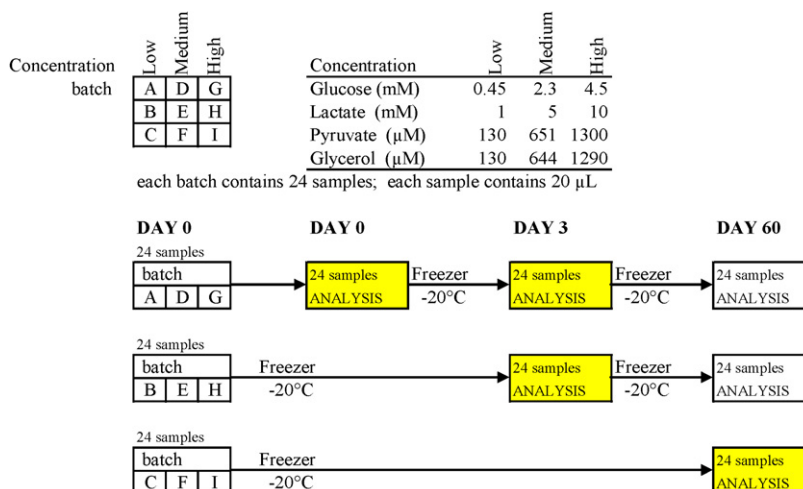 Concentration
batch
Low
Medium
High
A D G
B E H
C F I
Concentration Low Medium High
Glucose (mM) 0.45 2.3 4.5
Lactate (mM) 1 5 10
Pyruvate (µM) 130 651 1300
Glycerol (µM) 130 644 1290
each batch contains 24 samples; each sample contains 20 µL
DAY 0 DAY 0 DAY 3 DAY 60
24 samples
batch
A D G
24 samples
ANALYSIS
Freezer
-20°C
24 samples
ANALYSIS
Freezer
-20°C
24 samples
ANALYSIS
24 samples
batch
B E H
Freezer
-20°C
24 samples
ANALYSIS
Freezer
-20°C
24 samples
ANALYSIS
24 samples
batch
C F I
Freezer
-20°C
24 samples
ANALYSIS